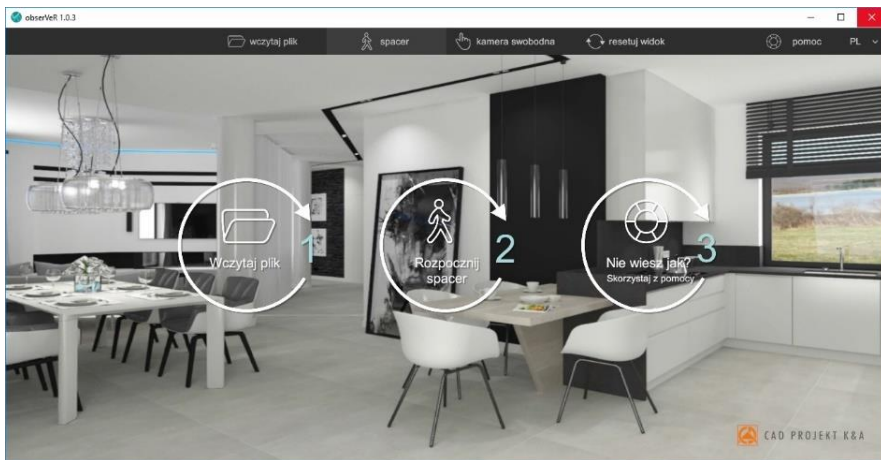 obserVeR 1.0.3
wczytaj plik
spacer
kamera swobodna
resetuj widok
pomoc
PL
Wczytaj plik
1
Rozpocznij
spacer
2
Nie wiesz jak?
Skorzystaj z pomocy
3
CAD PROJEKT K&A